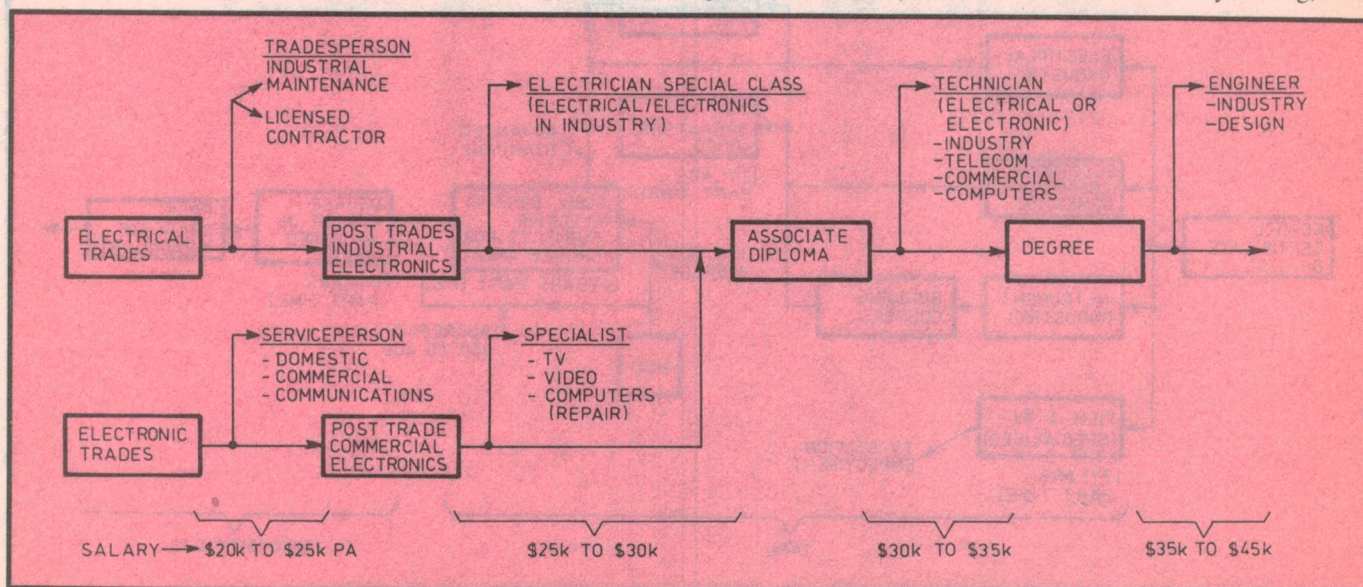 TRADESPERSON
INDUSTRIAL
MAINTENANCE
LICENSED
CONTRACTOR
ELECTRICIAN SPECIAL CLASS
(ELECTRICAL/ELECTRONICS
IN INDUSTRY)
TECHNICIAN
(ELECTRICAL OR
ELECTRONIC)
-INDUSTRY
-TELECOM
-COMMERCIAL
-COMPUTERS
ENGINEER
-INDUSTRY
-DESIGN
ELECTRICAL
TRADES
POST TRADES
INDUSTRIAL
ELECTRONICS
ASSOCIATE
DIPLOMA
DEGREE
SERVICEPERSON
- DOMESTIC
- COMMERCIAL
- COMMUNICATIONS
SPECIALIST
- TV
- VIDEO
- COMPUTERS
(REPAIR)
ELECTRONIC
TRADES
POST TRADE
COMMERCIAL
ELECTRONICS
SALARY → $20k TO $25k PA
$25k TO $30k
$30k TO $35k
$35k TO $45k